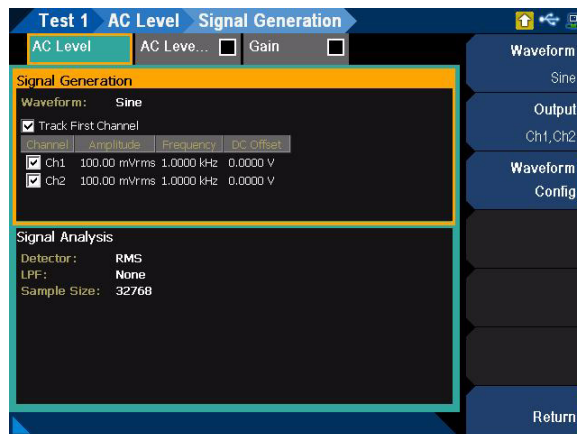 Test 1 AC Level Signal Generation
AC Level AC Leve... Gain
Signal Generation
Waveform: Sine
Track First Channel
Channel Amplitude Frequency DC Offset
Ch1 100.00 mVrms 1.0000 kHz 0.0000 V
Ch2 100.00 mVrms 1.0000 kHz 0.0000 V
Signal Analysis
Detector: RMS
LPF: None
Sample Size: 32768
Waveform
Sine
Output
Ch1,Ch2
Waveform
Config
Return